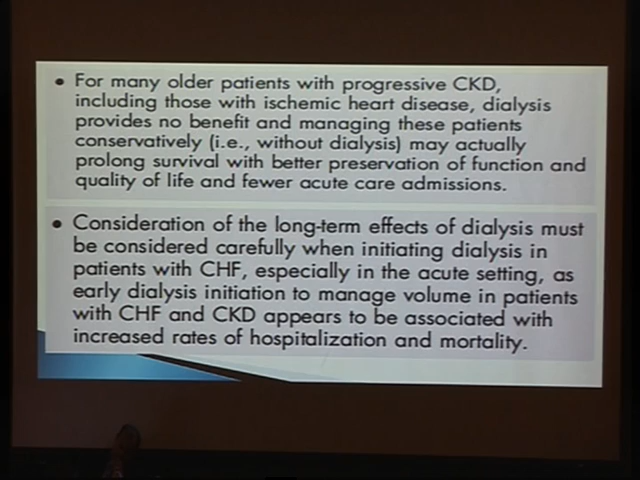 • For many older patients with progressive CKD,
including those with ischemic heart disease, dialysis
provides no benefit and managing these patients
conservatively (i.e., without dialysis) may actually
prolong survival with better preservation of function and
quality of life and fewer acute care admissions.
• Consideration of the long-term effects of dialysis must
be considered carefully when initiating dialysis in
patients with CHF, especially in the acute setting, as
early dialysis initiation to manage volume in patients
with CHF and CKD appears to be associated with
increased rates of hospitalization and mortality.